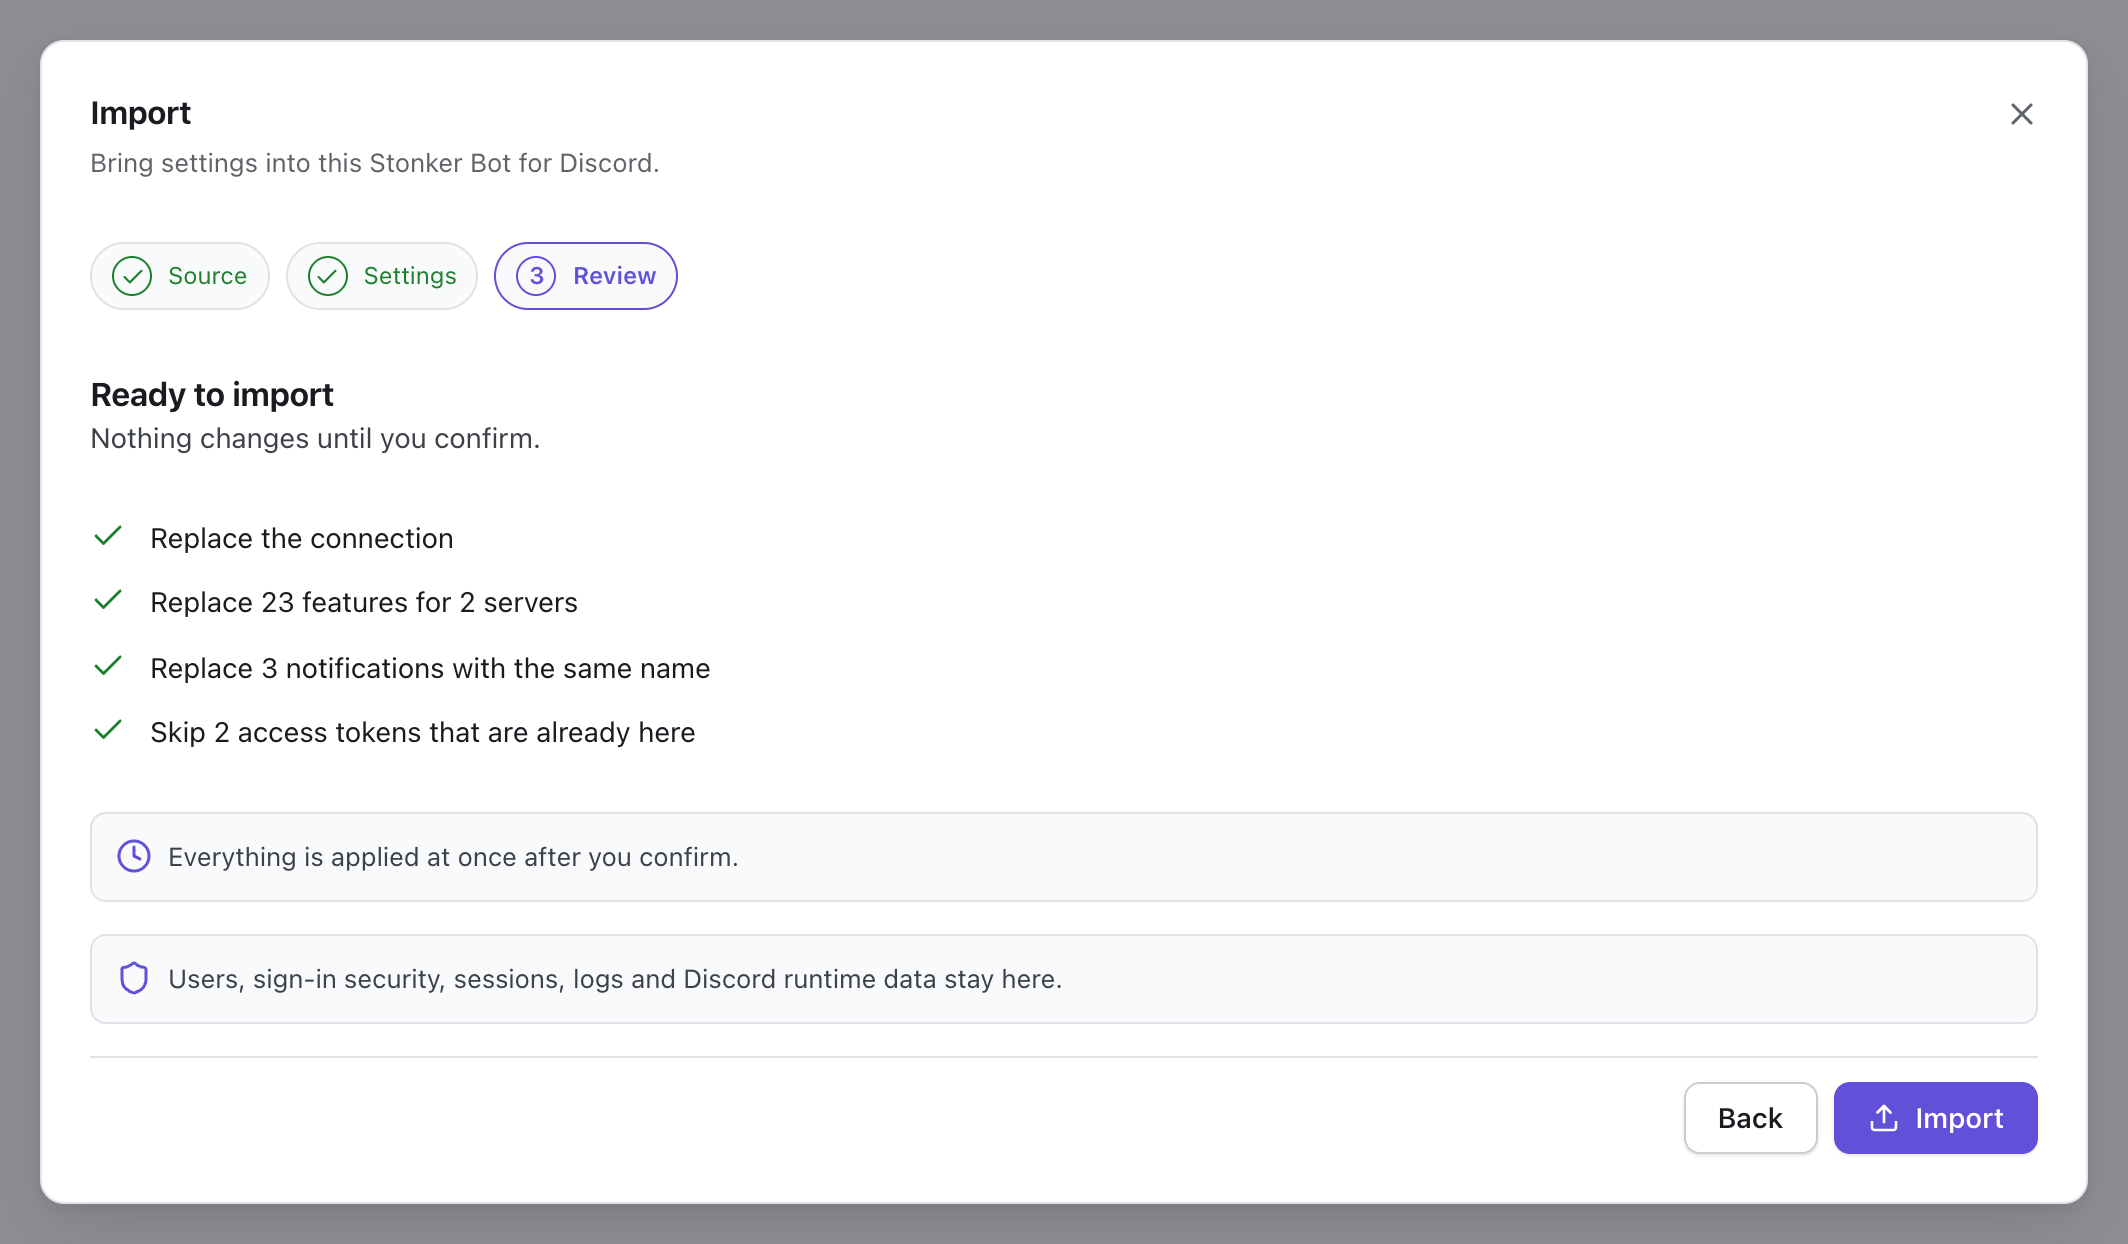 Import
Bring settings into this Stonker Bot for Discord.
Source
Settings
3 Review
Ready to import
Nothing changes until you confirm.
Replace the connection
Replace 23 features for 2 servers
Replace 3 notifications with the same name
Skip 2 access tokens that are already here
Everything is applied at once after you confirm.
Users, sign-in security, sessions, logs and Discord runtime data stay here.
Back
Import